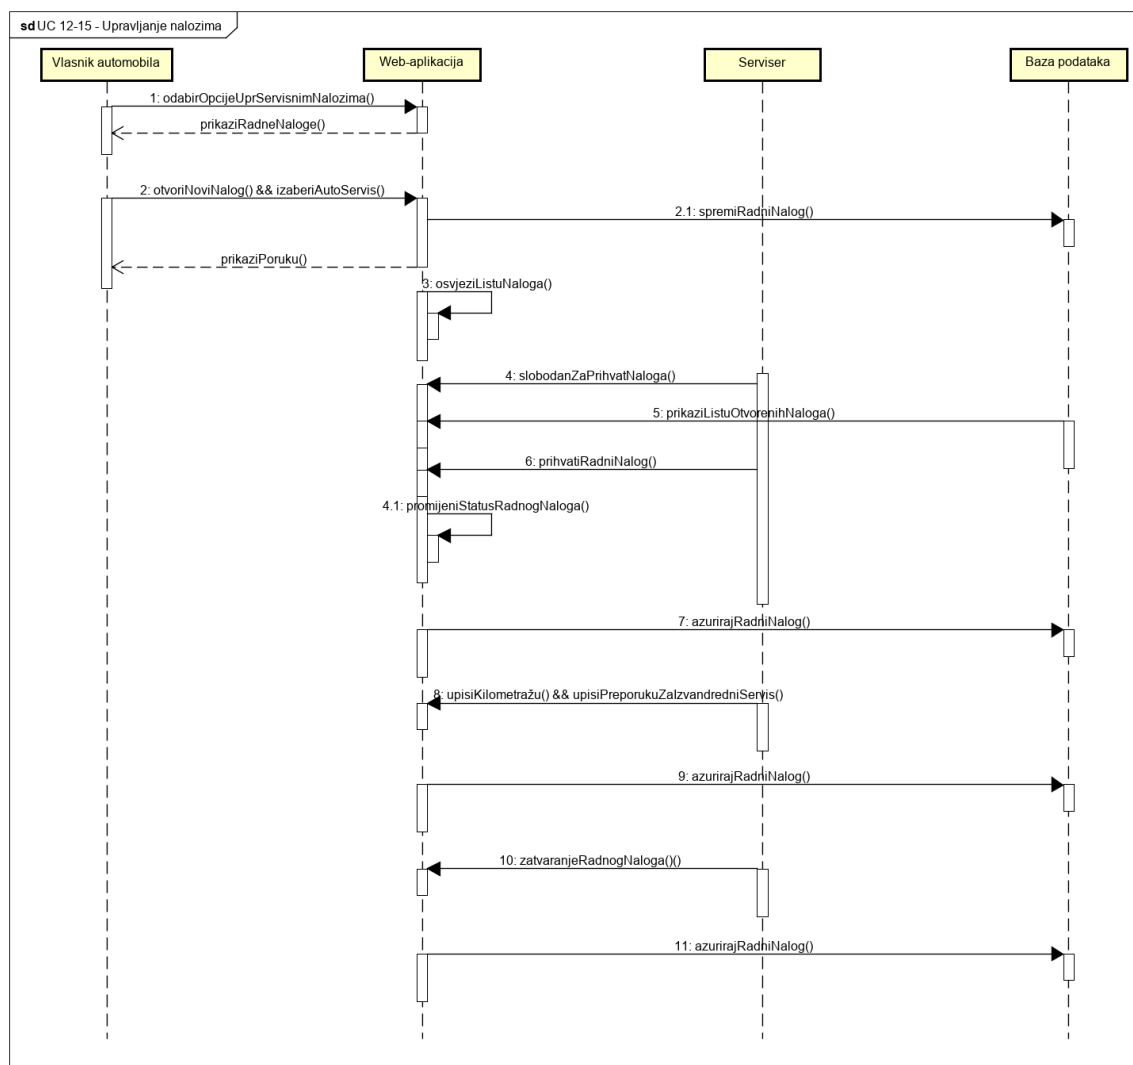 sd UC 12-15 - Upravljanje nalozima
Vlasnik automobila
Web-aplikacija
Serviser
Baza podataka
1: odabirOpcijeUprServisnimNalozima()
prikaziRadneNaloge()
2: otvoriNoviNalog() && izaberiAutoServis()
2.1: spremiRadniNalog()
prikaziPoruku()
3: osvjeziListuNaloga()
4: slobodanZaPrihvatNaloga()
5: prikaziListuOtvorenihNaloga()
6: prihvatiRadniNalog()
4.1: promijeniStatusRadnogNaloga()
7: azurirajRadniNalog()
8: upisiKilometražu() && upisiPreporukuZaIzvandredniServis()
9: azurirajRadniNalog()
10: zatvaranjeRadnogNaloga()()
11: azurirajRadniNalog()